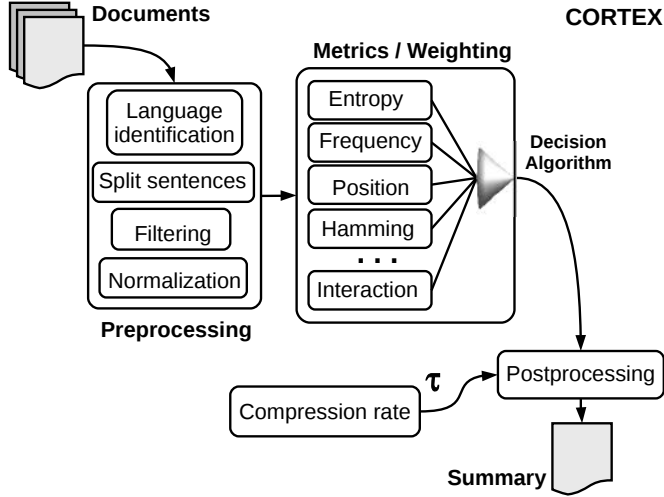 Documents
CORTEX
Metrics / Weighting
Language
identification
Split sentences
Filtering
Normalization
Preprocessing
Entropy
Frequency
Position
Hamming
. . .
Interaction
Decision
Algorithm
τ
Compression rate
Postprocessing
Summary